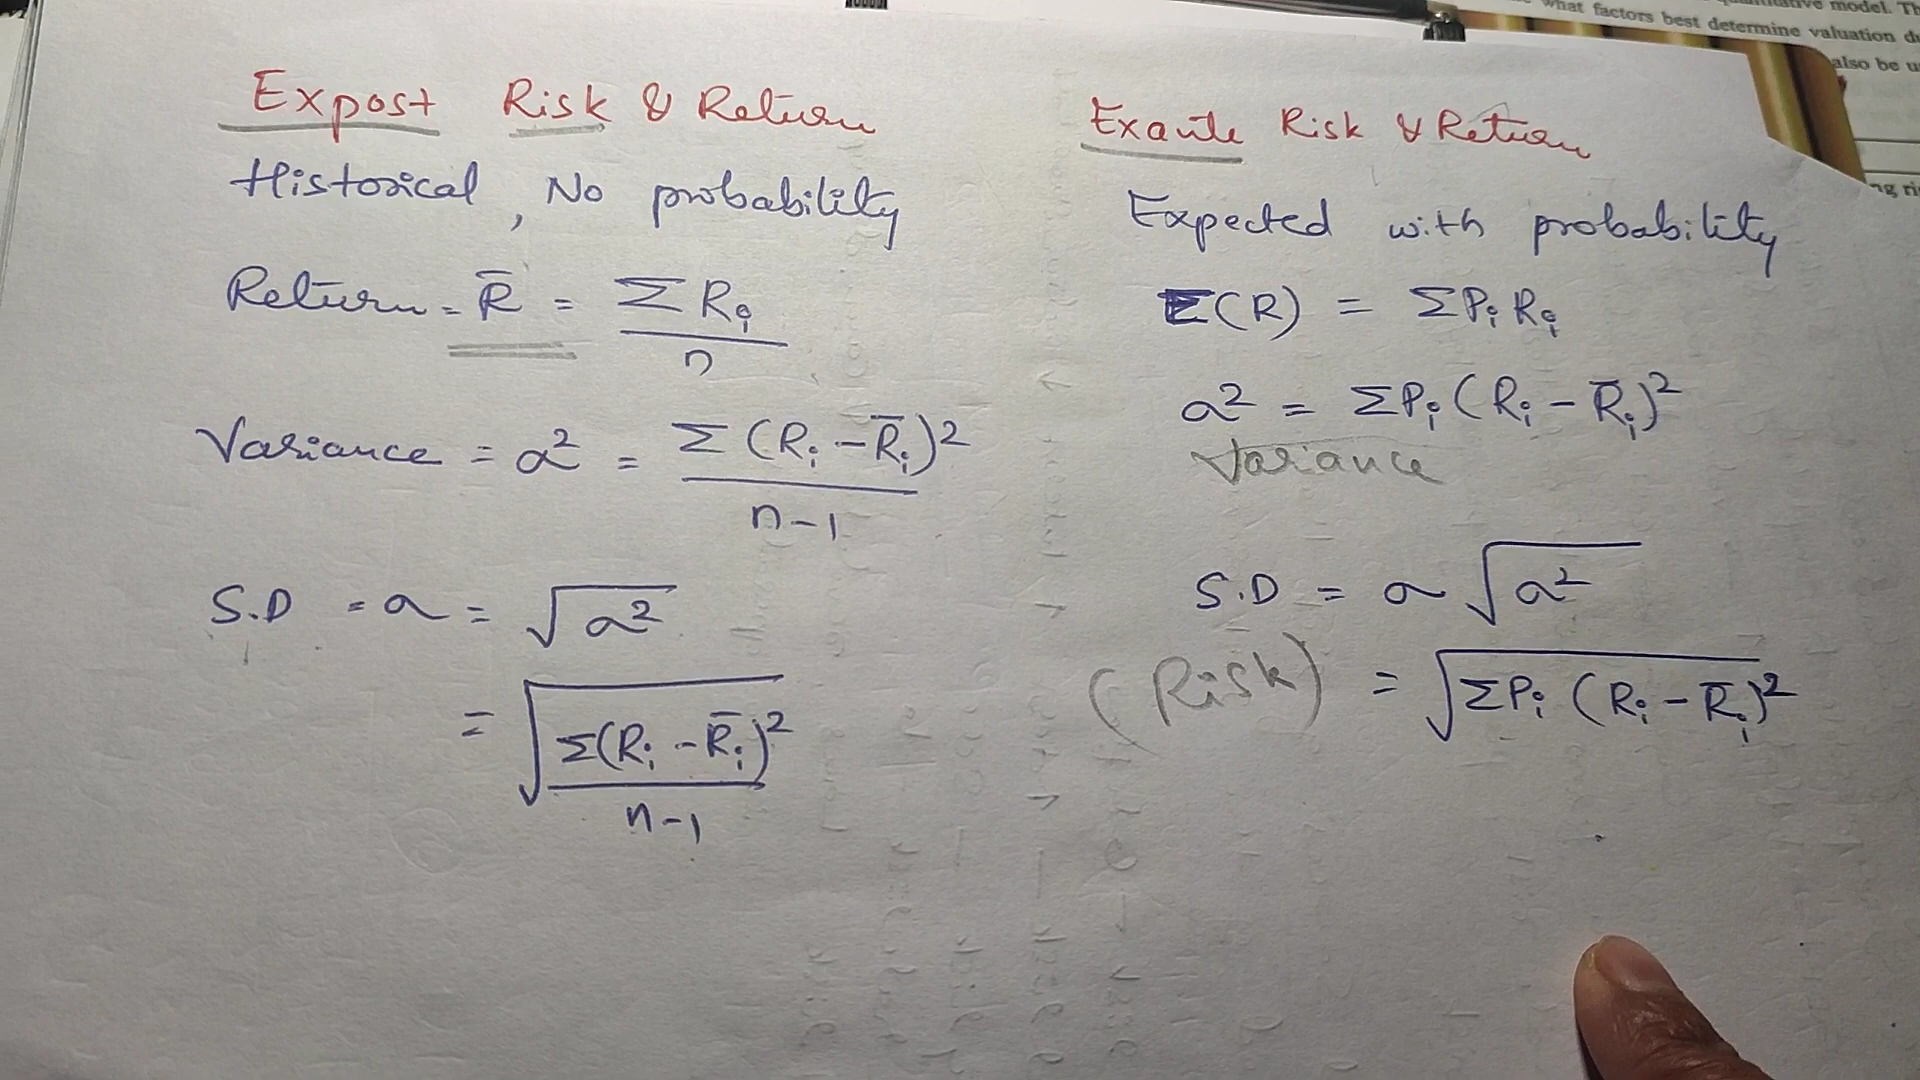 Expost Risk & Return
Historical, No probability
Return = R̄ = ΣRi / n
Variance = σ² = Σ(Ri - R̄i)² / n-1
S.D = σ = √σ²
= √Σ(Ri - R̄i)² / n-1
Exante Risk & Return
Expected with probability
E(R) = ΣPi Ri
σ² = ΣPi(Ri - R̄i)²
Variance
S.D = σ √σ²
(Risk) = √ΣPi (Ri - R̄i)²
what factors best determine valuation
also be